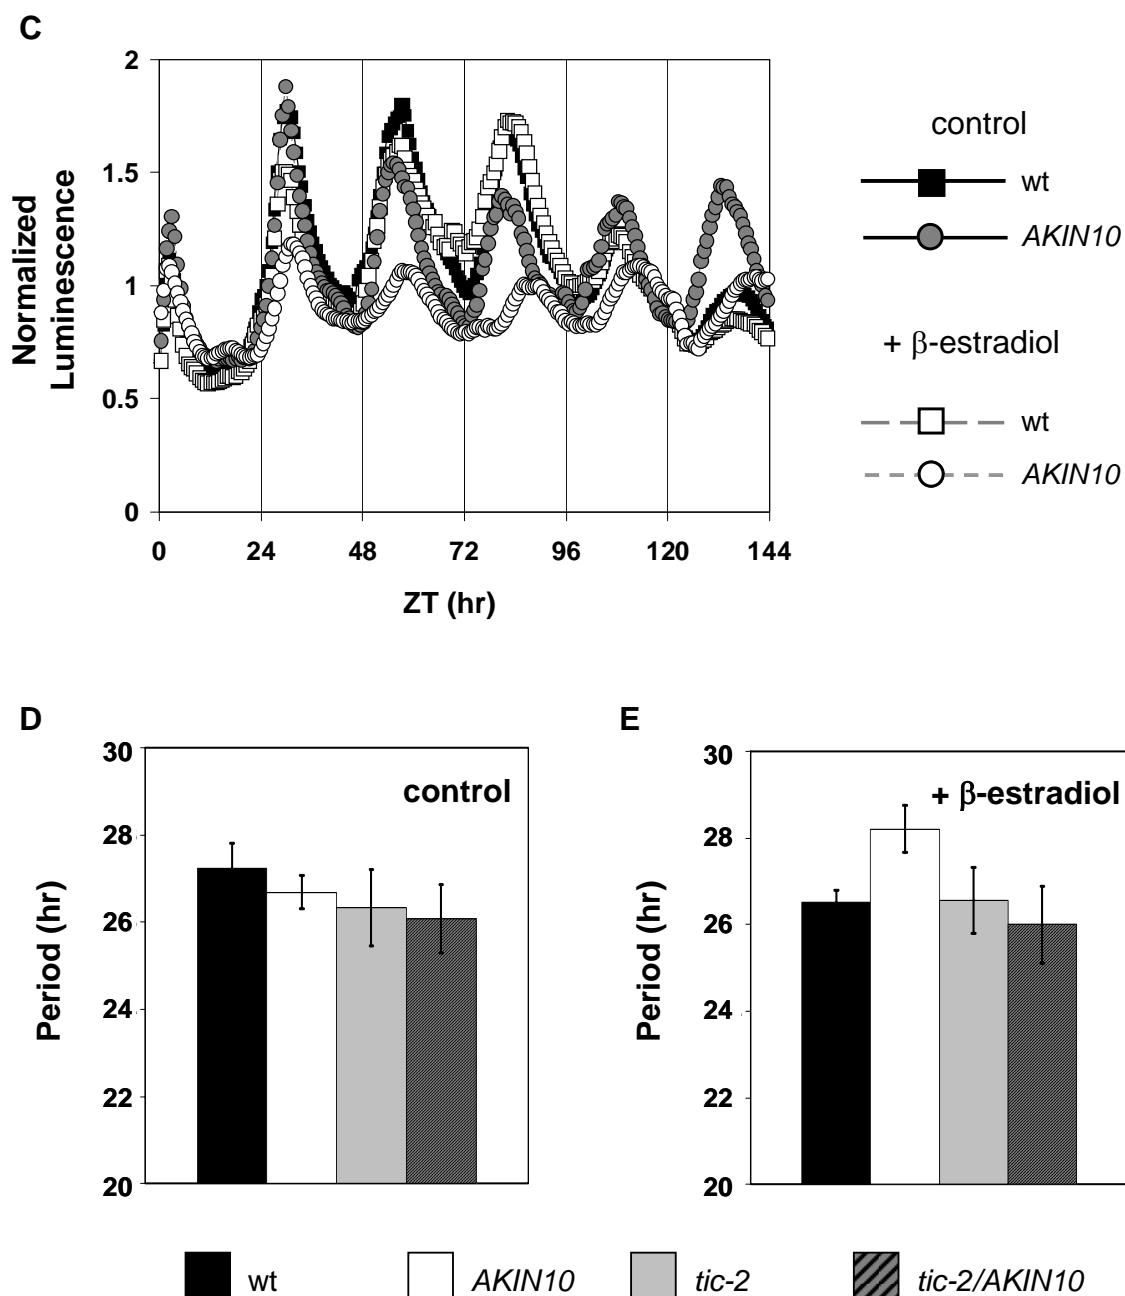 C
Normalized
Luminescence
2
1.5
1
0.5
0
0 24 48 72 96 120 144
ZT (hr)
control
wt
AKIN10
+ β-estradiol
wt
AKIN10
D
Period (hr)
30
28
26
24
22
20
control
E
Period (hr)
30
28
26
24
22
20
+ β-estradiol
wt AKIN10 tic-2 tic-2/AKIN10